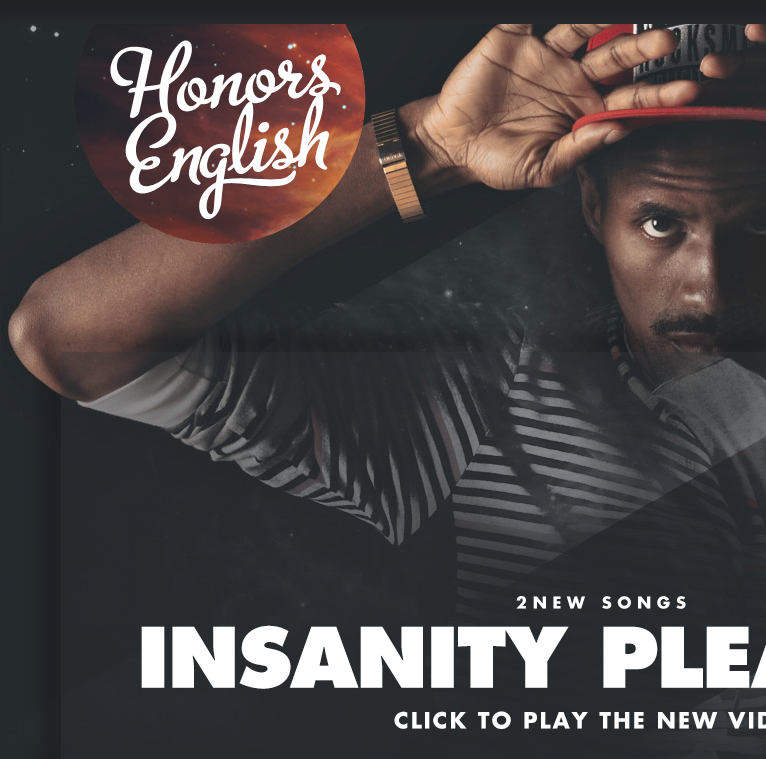 Honors
English
2NEW SONGS
INSANITY PLEA
CLICK TO PLAY THE NEW VID